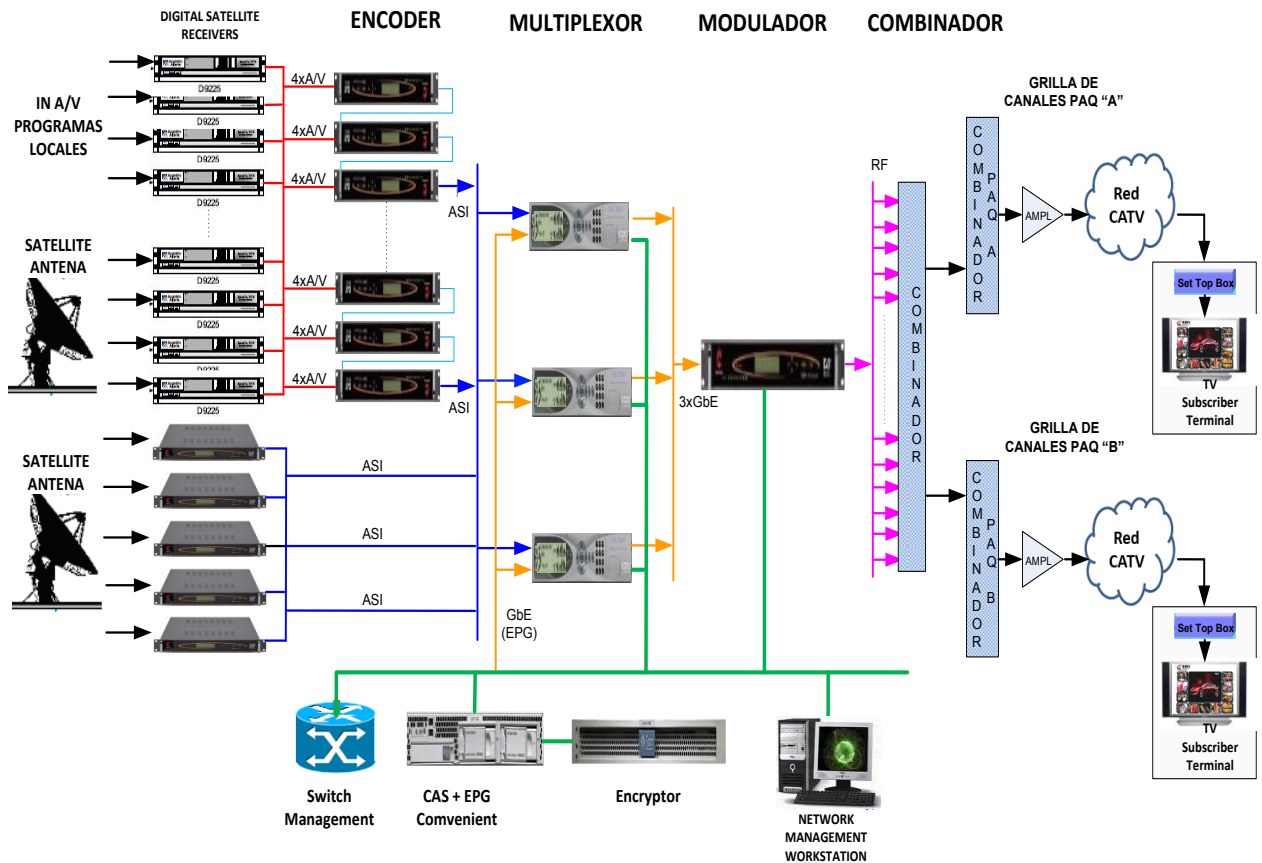 DIGITAL SATELLITE
RECEIVERS
ENCODER
MULTIPLEXOR
MODULADOR
COMBINADOR
IN A/V
PROGRAMAS
LOCALES
D9225
D9225
D9225
D9225
D9225
D9225
D9225
D9225
4xA/V
4xA/V
4xA/V
4xA/V
4xA/V
4xA/V
ASI
ASI
SATELLITE
ANTENA
SATELLITE
ANTENA
ASI
ASI
ASI
GbE
(EPG)
3xGbE
RF
COMBINADOR
GRILLA DE
CANALES PAQ “A”
COMBINADOR
PAQ A
AMPL
Red
CATV
Set Top Box
TV
Subscriber
Terminal
GRILLA DE
CANALES PAQ “B”
COMBINADOR
PAQ B
AMPL
Red
CATV
Set Top Box
TV
Subscriber
Terminal
Switch
Management
CAS + EPG
Comvenient
Encryptor
NETWORK
MANAGEMENT
WORKSTATION